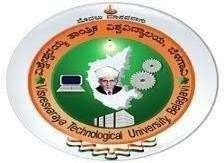 ವಿಶ್ವೇಶ್ವರಯ್ಯ ತಾಂತ್ರಿಕ ವಿಶ್ವವಿದ್ಯಾಲಯ, ಬೆಳಗಾವಿ
Visvesvaraya Technological University, Belagavi